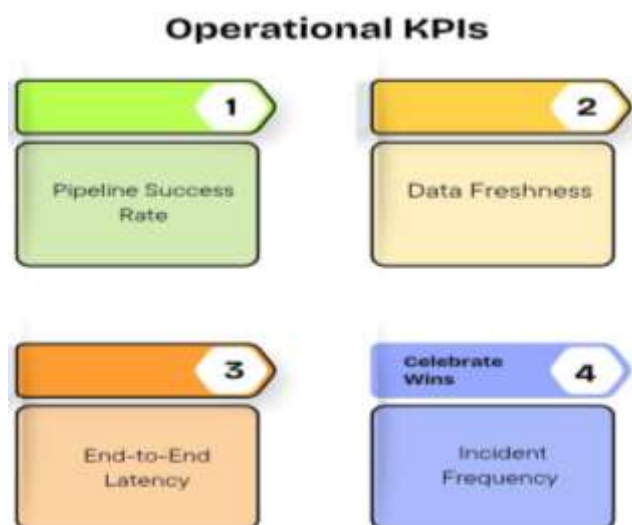 Operational KPIs
1
Pipeline Success
Rate
2
Data Freshness
3
End-to-End
Latency
Celebrate
Wins
4
Incident
Frequency